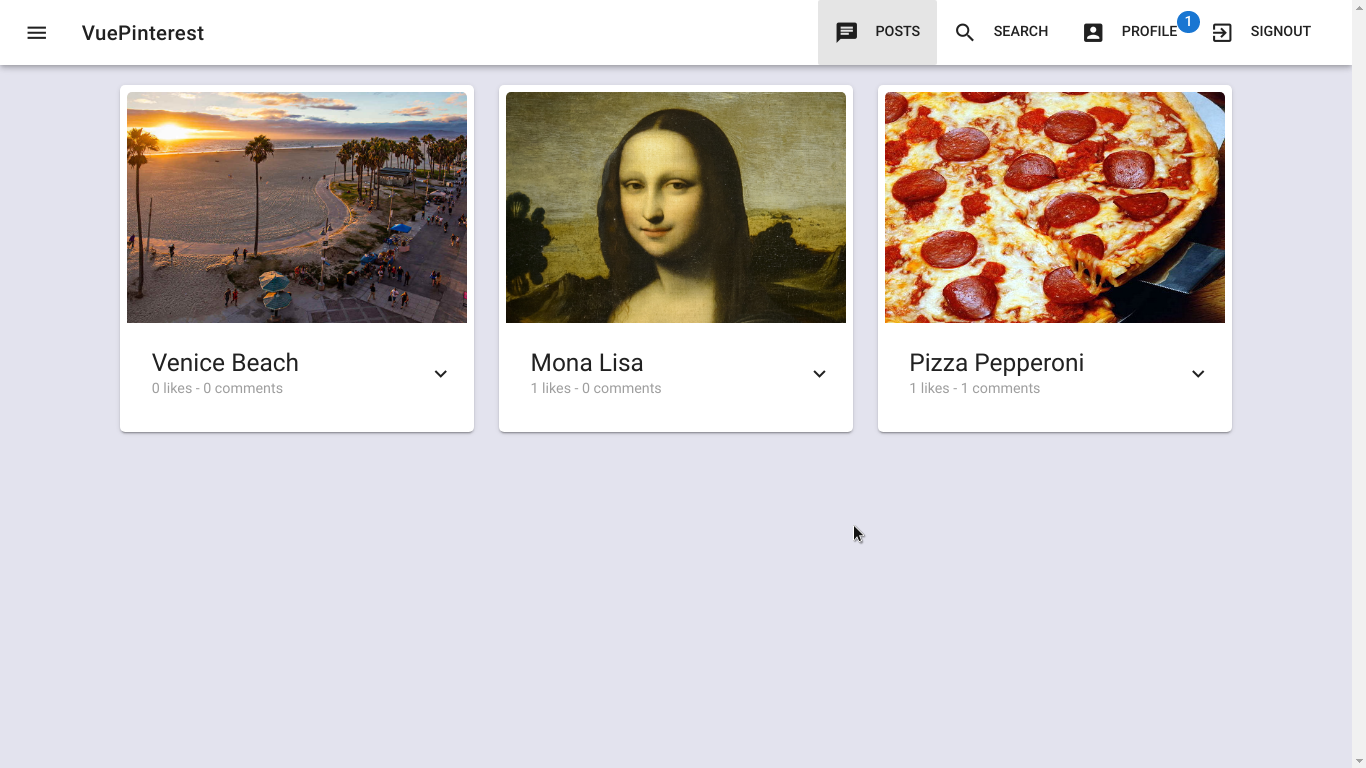 VuePinterest
POSTS
SEARCH
PROFILE
1
SIGNOUT
Venice Beach
0 likes - 0 comments
Mona Lisa
1 likes - 0 comments
Pizza Pepperoni
1 likes - 1 comments